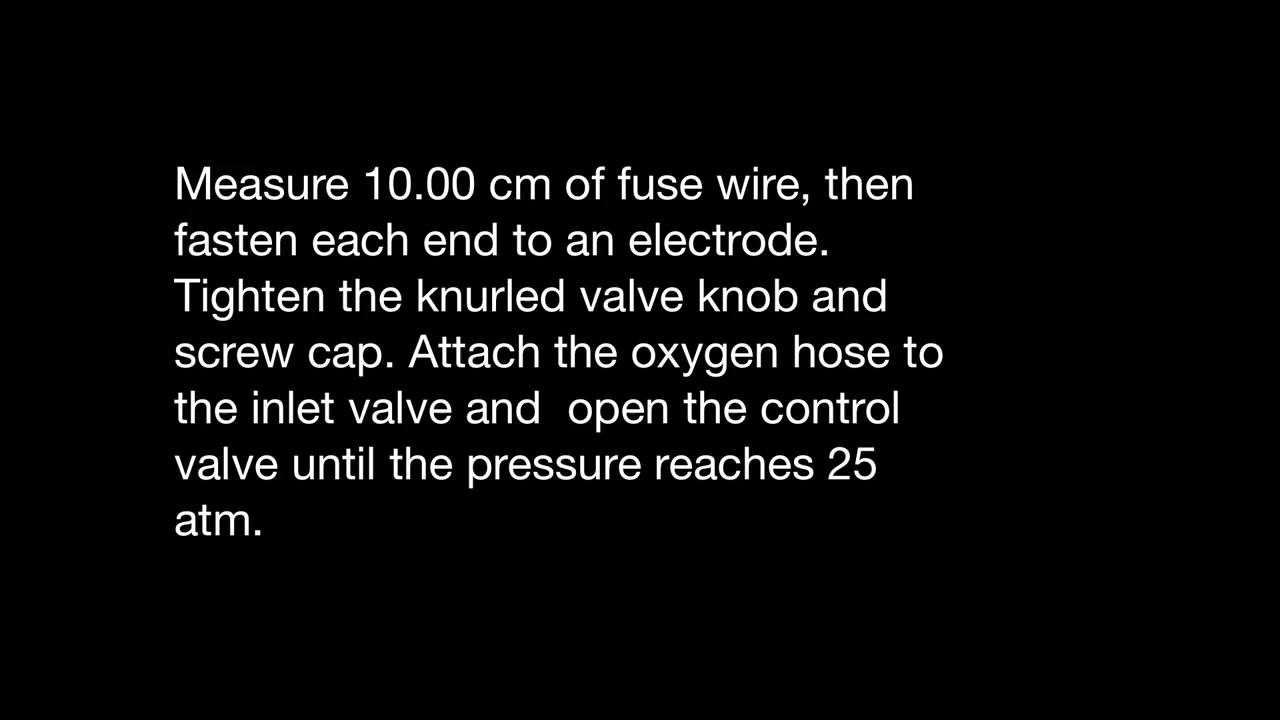 Measure 10.00 cm of fuse wire, then
fasten each end to an electrode.
Tighten the knurled valve knob and
screw cap. Attach the oxygen hose to
the inlet valve and  open the control
valve until the pressure reaches 25
atm.